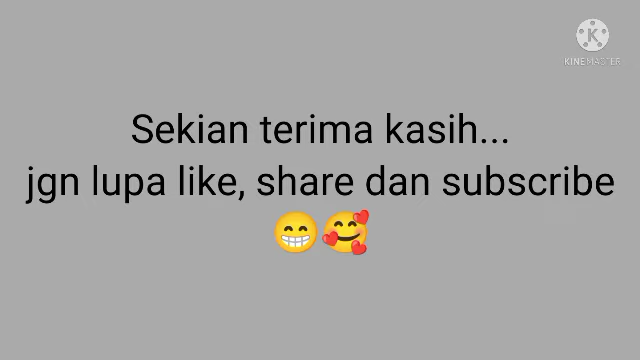 K
KINEMASTER
Sekian terima kasih...
jgn lupa like, share dan subscribe
😁🥰